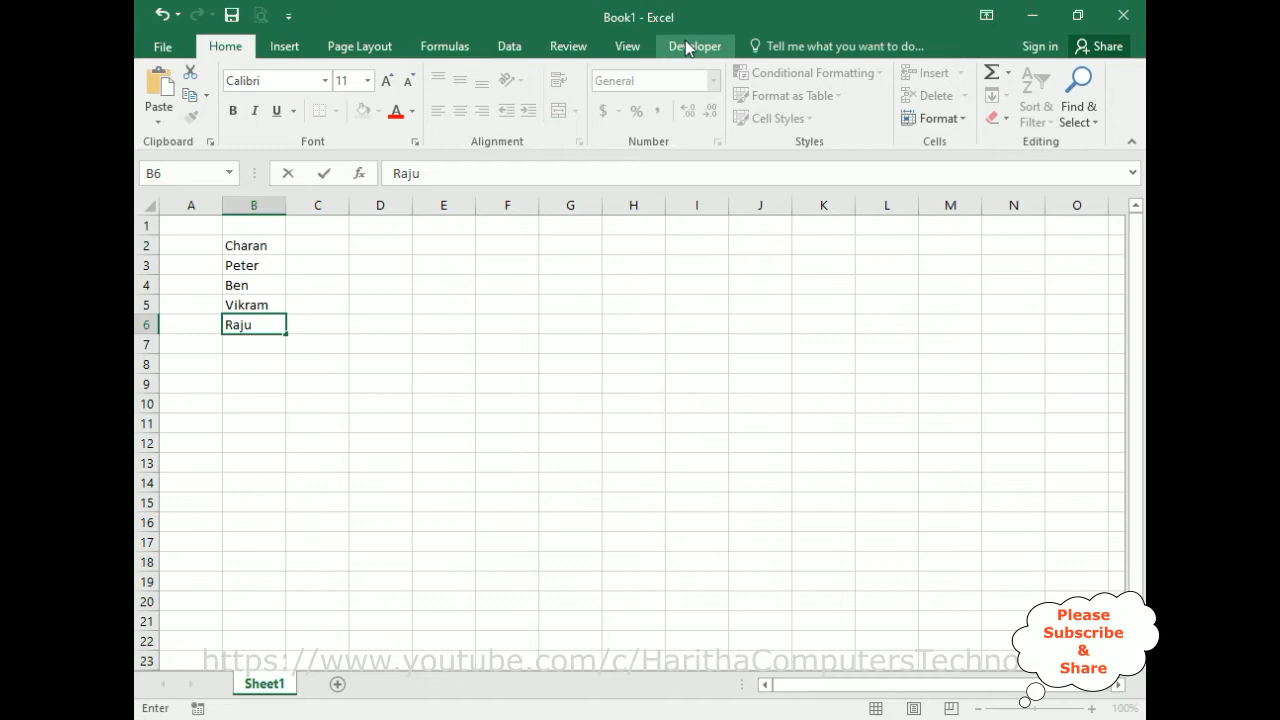 Book1 - Excel
File Home Insert Page Layout Formulas Data Review View Developer Tell me what you want to do... Sign in Share
Paste
Clipboard
Calibri 11
B I U A
Font
Alignment
General
$ % ,
Number
Conditional Formatting
Format as Table
Cell Styles
Styles
Insert
Delete
Format
Cells
Sort &
Filter
Find &
Select
Editing
B6 fx Raju
A B C D E F G H I J K L M N O
1
2 Charan
3 Peter
4 Ben
5 Vikram
6 Raju
7
8
9
10
11
12
13
14
15
16
17
18
19
20
21
22
23
Please
Subscribe
&
Share
https://www.youtube.com/c/HarithaComputersTechno
Sheet1
Enter 100%